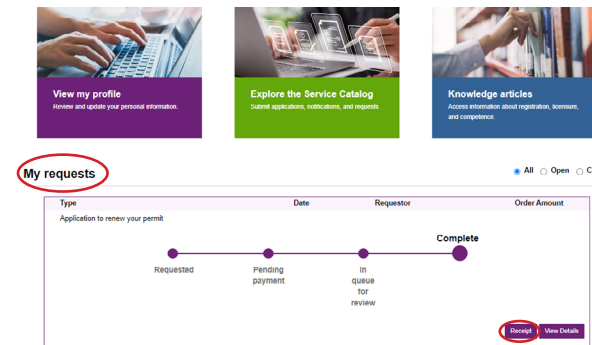 View my profile
Review and update your personal information.
Explore the Service Catalog
Submit applications, notifications, and requests.
Knowledge articles
Access information about registration, licensure,
and competence.
My requests
All Open C
Type Date Requestor Order Amount
Application to renew your permit
Complete
Requested
Pending
payment
In
queue
for
review
Receipt View Details